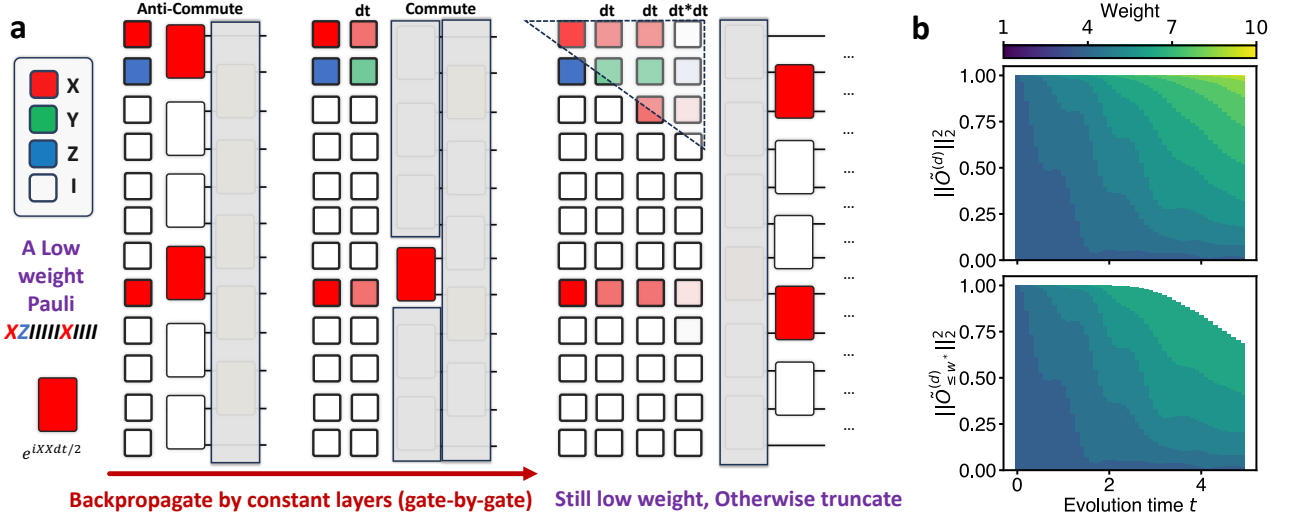 a
Anti-Commute
dt
Commute
dt
dt
dt*dt
X
Y
Z
I
A Low
weight
Pauli
XZIIIIIXIIII
e^{iXXdt/2}
...
...
...
...
...
...
...
...
...
...
...
Backpropagate by constant layers (gate-by-gate)
Still low weight, Otherwise truncate
b
Weight
1 4 7 10
1.00
0.75
0.50
0.25
0.00
||Õ^{(d)}||_2^2
1.00
0.75
0.50
0.25
0.00
||Õ^{(d)}_{≤w*}||_2^2
0 2 4
Evolution time t